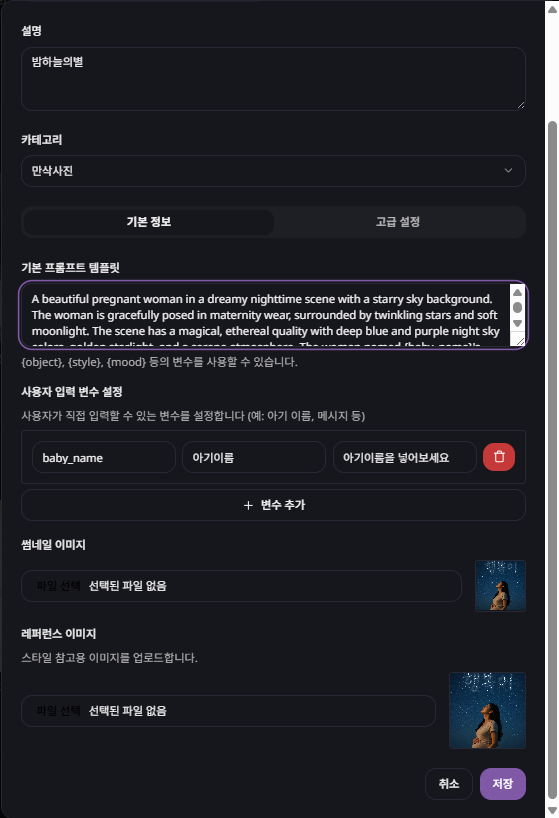 설명
밤하늘의별
카테고리
만삭사진
기본 정보
고급 설정
기본 프롬프트 템플릿
A beautiful pregnant woman in a dreamy nighttime scene with a starry sky background.
The woman is gracefully posed in maternity wear, surrounded by twinkling stars and soft
moonlight. The scene has a magical, ethereal quality with deep blue and purple night sky
colors, golden starlight, and a serene atmosphere. The woman named {baby_name}'s
{object}, {style}, {mood} 등의 변수를 사용할 수 있습니다.
사용자 입력 변수 설정
사용자가 직접 입력할 수 있는 변수를 설정합니다 (예: 아기 이름, 메시지 등)
baby_name
아기이름
아기이름을 넣어보세요
+ 변수 추가
썸네일 이미지
파일 선택 선택된 파일 없음
레퍼런스 이미지
스타일 참고용 이미지를 업로드합니다.
파일 선택 선택된 파일 없음
취소
저장